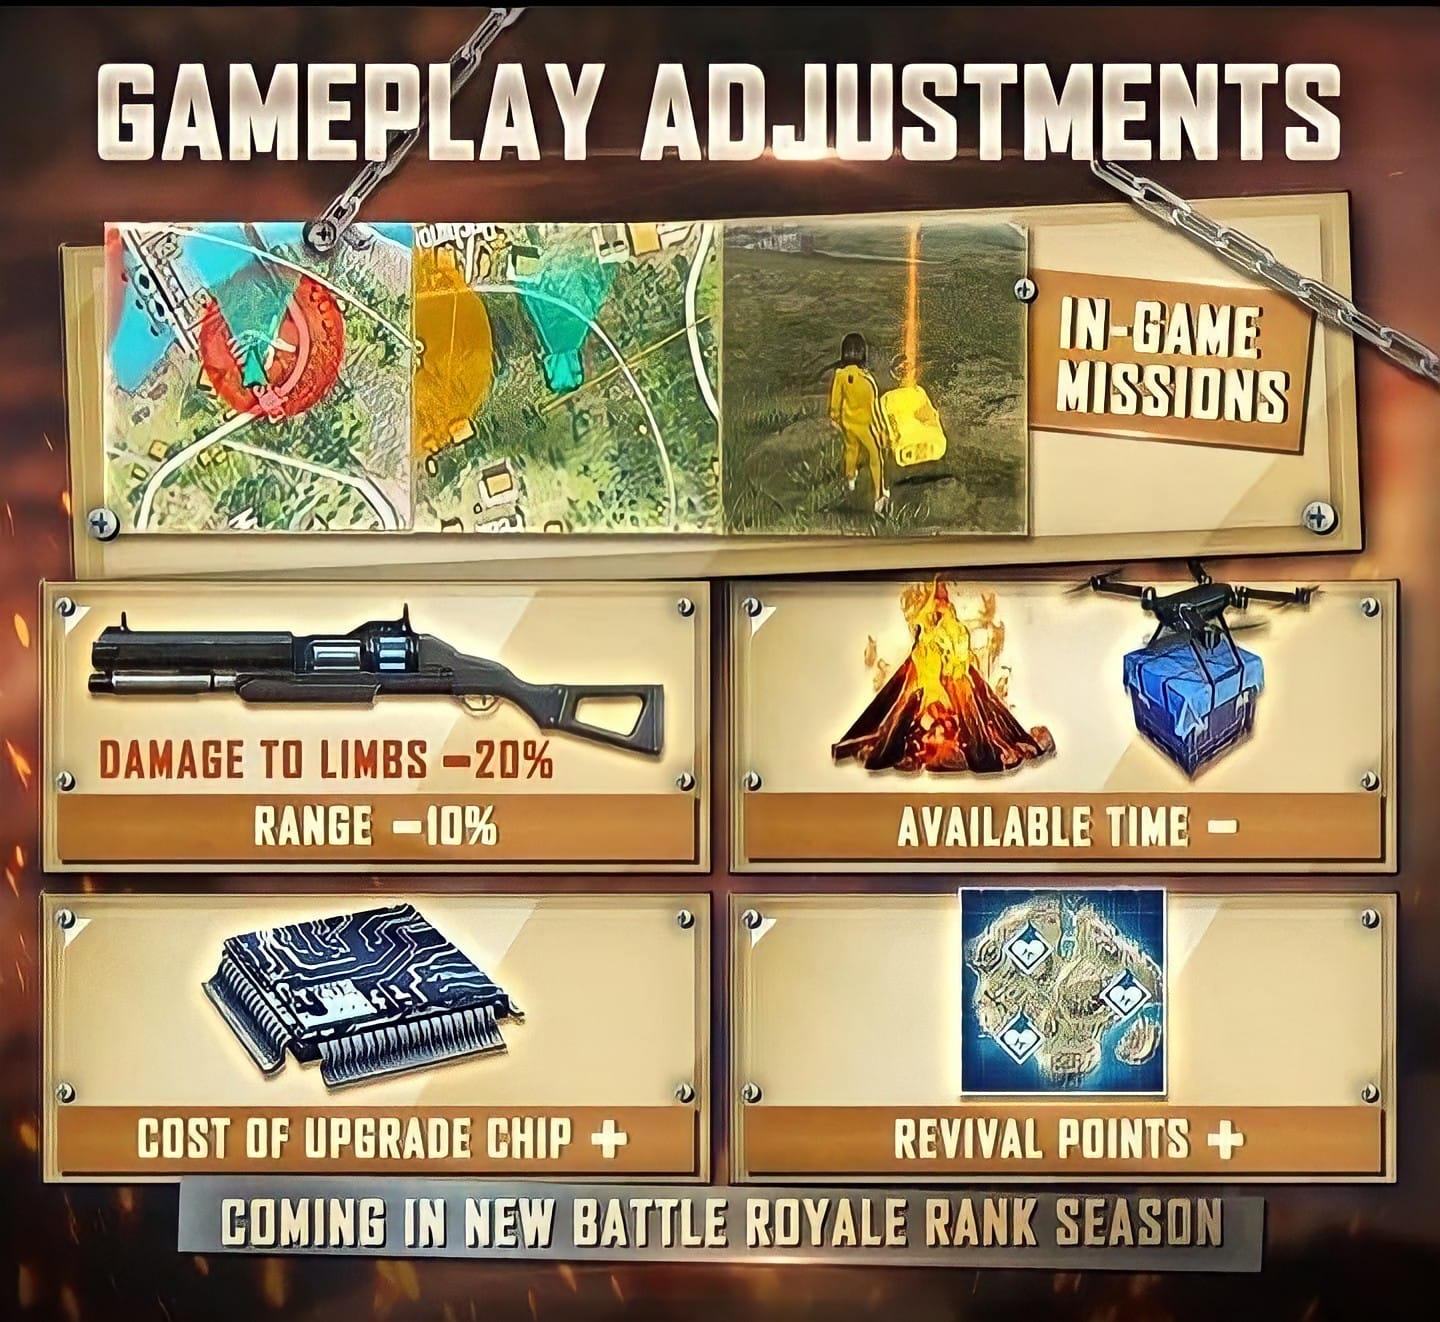 GAMEPLAY ADJUSTMENTS
IN-GAME
MISSIONS
DAMAGE TO LIMBS -20%
RANGE -10%
AVAILABLE TIME -
COST OF UPGRADE CHIP +
REVIVAL POINTS +
COMING IN NEW BATTLE ROYALE RANK SEASON